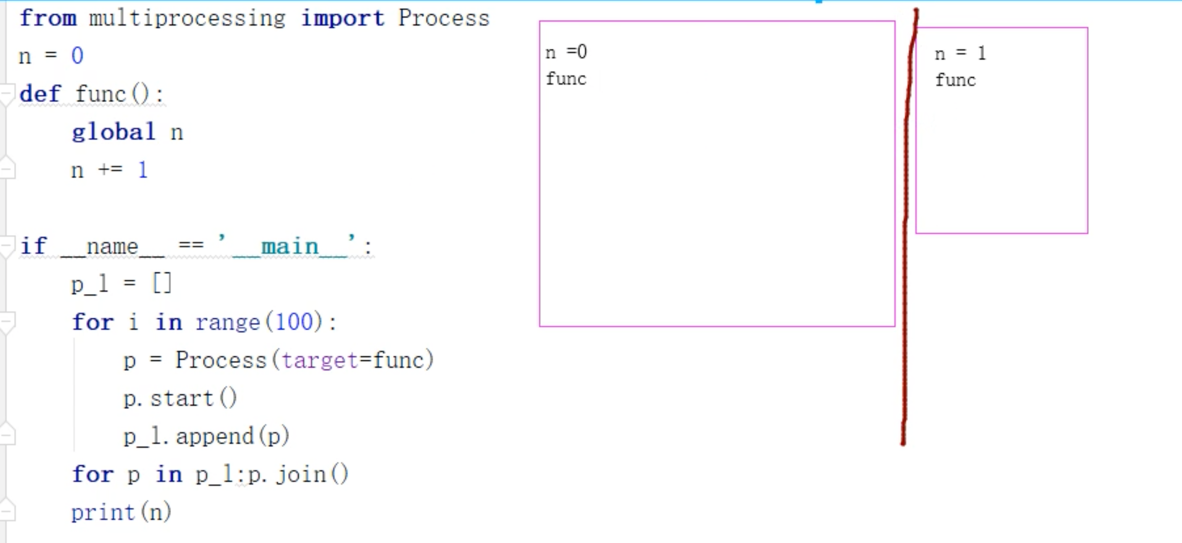 from multiprocessing import Process
n = 0
def func():
    global n
    n += 1
if __name__ == '__main__':
    p_l = []
    for i in range(100):
        p = Process(target=func)
        p.start()
        p_l.append(p)
    for p in p_l:p.join()
    print(n)
n =0
func
n = 1
func